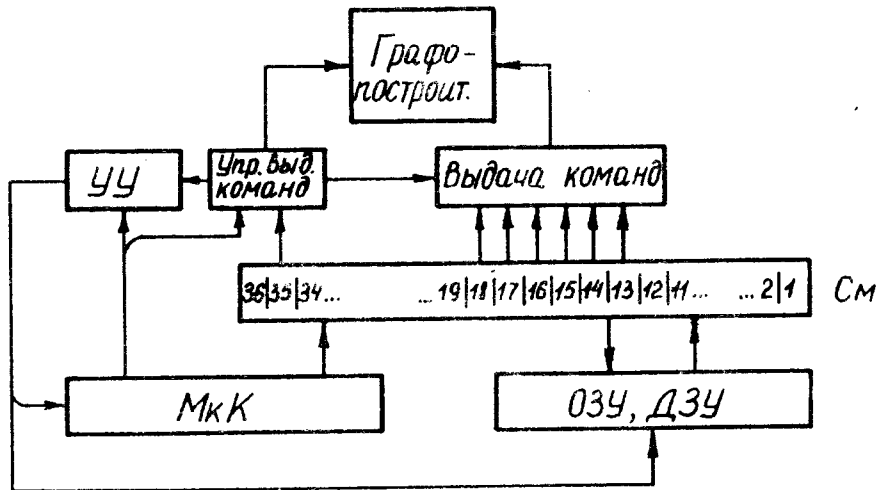 Графо-
построит.
УУ
Упр. выд.
команд
Выдача команд
36|35|34... ...19|18|17|16|15|14|13|12|11... ...2|1 См
МкК
ОЗУ, ДЗУ